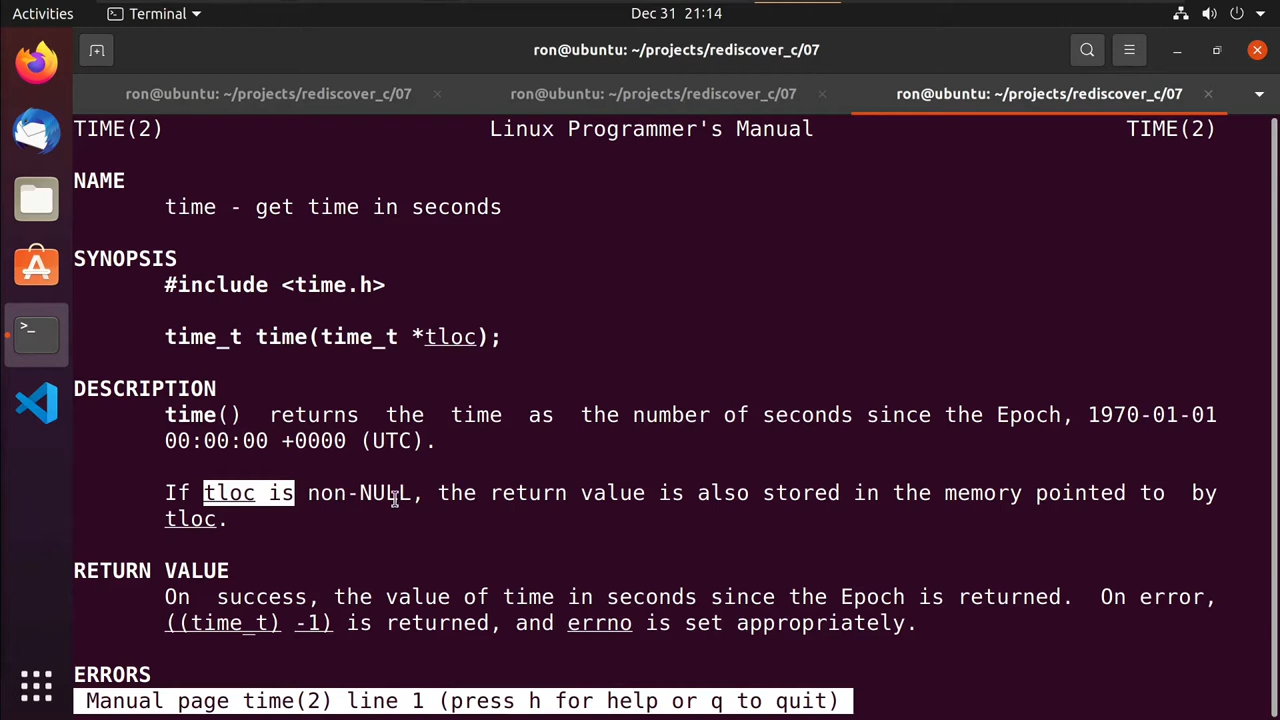 Activities Terminal Dec 31 21:14
ron@ubuntu: ~/projects/rediscover_c/07
ron@ubuntu: ~/projects/rediscover_c/07 ron@ubuntu: ~/projects/rediscover_c/07 ron@ubuntu: ~/projects/rediscover_c/07
TIME(2) Linux Programmer's Manual TIME(2)
NAME
time - get time in seconds
SYNOPSIS
#include <time.h>
time_t time(time_t *tloc);
DESCRIPTION
time() returns the time as the number of seconds since the Epoch, 1970-01-01
00:00:00 +0000 (UTC).
If tloc is non-NULL, the return value is also stored in the memory pointed to by
tloc.
RETURN VALUE
On success, the value of time in seconds since the Epoch is returned. On error,
((time_t) -1) is returned, and errno is set appropriately.
ERRORS
Manual page time(2) line 1 (press h for help or q to quit)